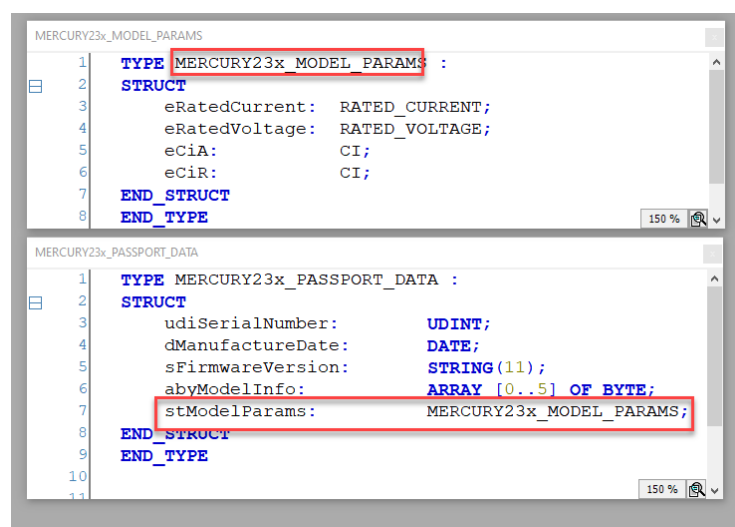 MERCURY23x_MODEL_PARAMS
1 TYPE MERCURY23x_MODEL_PARAMS :
2 STRUCT
3 eRatedCurrent: RATED_CURRENT;
4 eRatedVoltage: RATED_VOLTAGE;
5 eCiA: CI;
6 eCiR: CI;
7 END_STRUCT
8 END_TYPE
150 %
MERCURY23x_PASSPORT_DATA
1 TYPE MERCURY23x_PASSPORT_DATA :
2 STRUCT
3 udiSerialNumber: UDINT;
4 dManufactureDate: DATE;
5 sFirmwareVersion: STRING(11);
6 abyModelInfo: ARRAY [0..5] OF BYTE;
7 stModelParams: MERCURY23x_MODEL_PARAMS;
8 END_STRUCT
9 END_TYPE
10
11
150 %